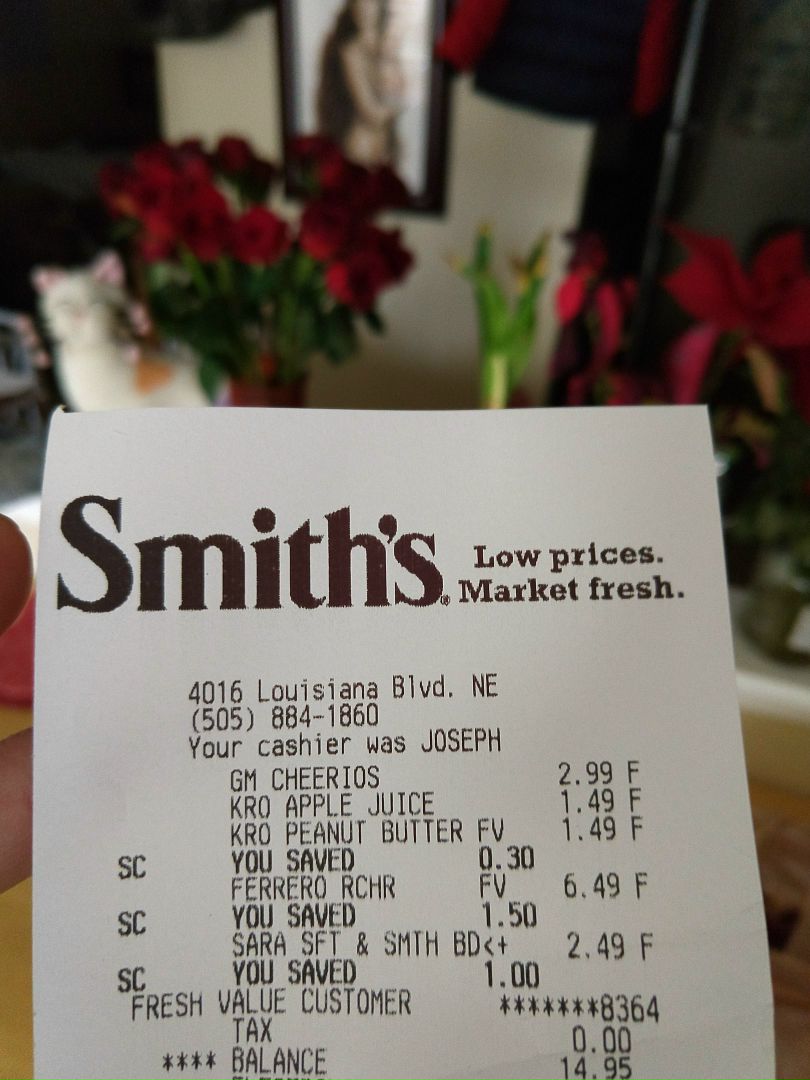 Smith's® Low prices.
Market fresh.
4016 Louisiana Blvd. NE
(505) 884-1860
Your cashier was JOSEPH
GM CHEERIOS 2.99 F
KRO APPLE JUICE 1.49 F
KRO PEANUT BUTTER FV 1.49 F
SC YOU SAVED 0.30
FERRERO RCHR FV 6.49 F
SC YOU SAVED 1.50
SARA SFT & SMTH BD<+ 2.49 F
SC YOU SAVED 1.00
FRESH VALUE CUSTOMER *******8364
TAX 0.00
**** BALANCE 14.95